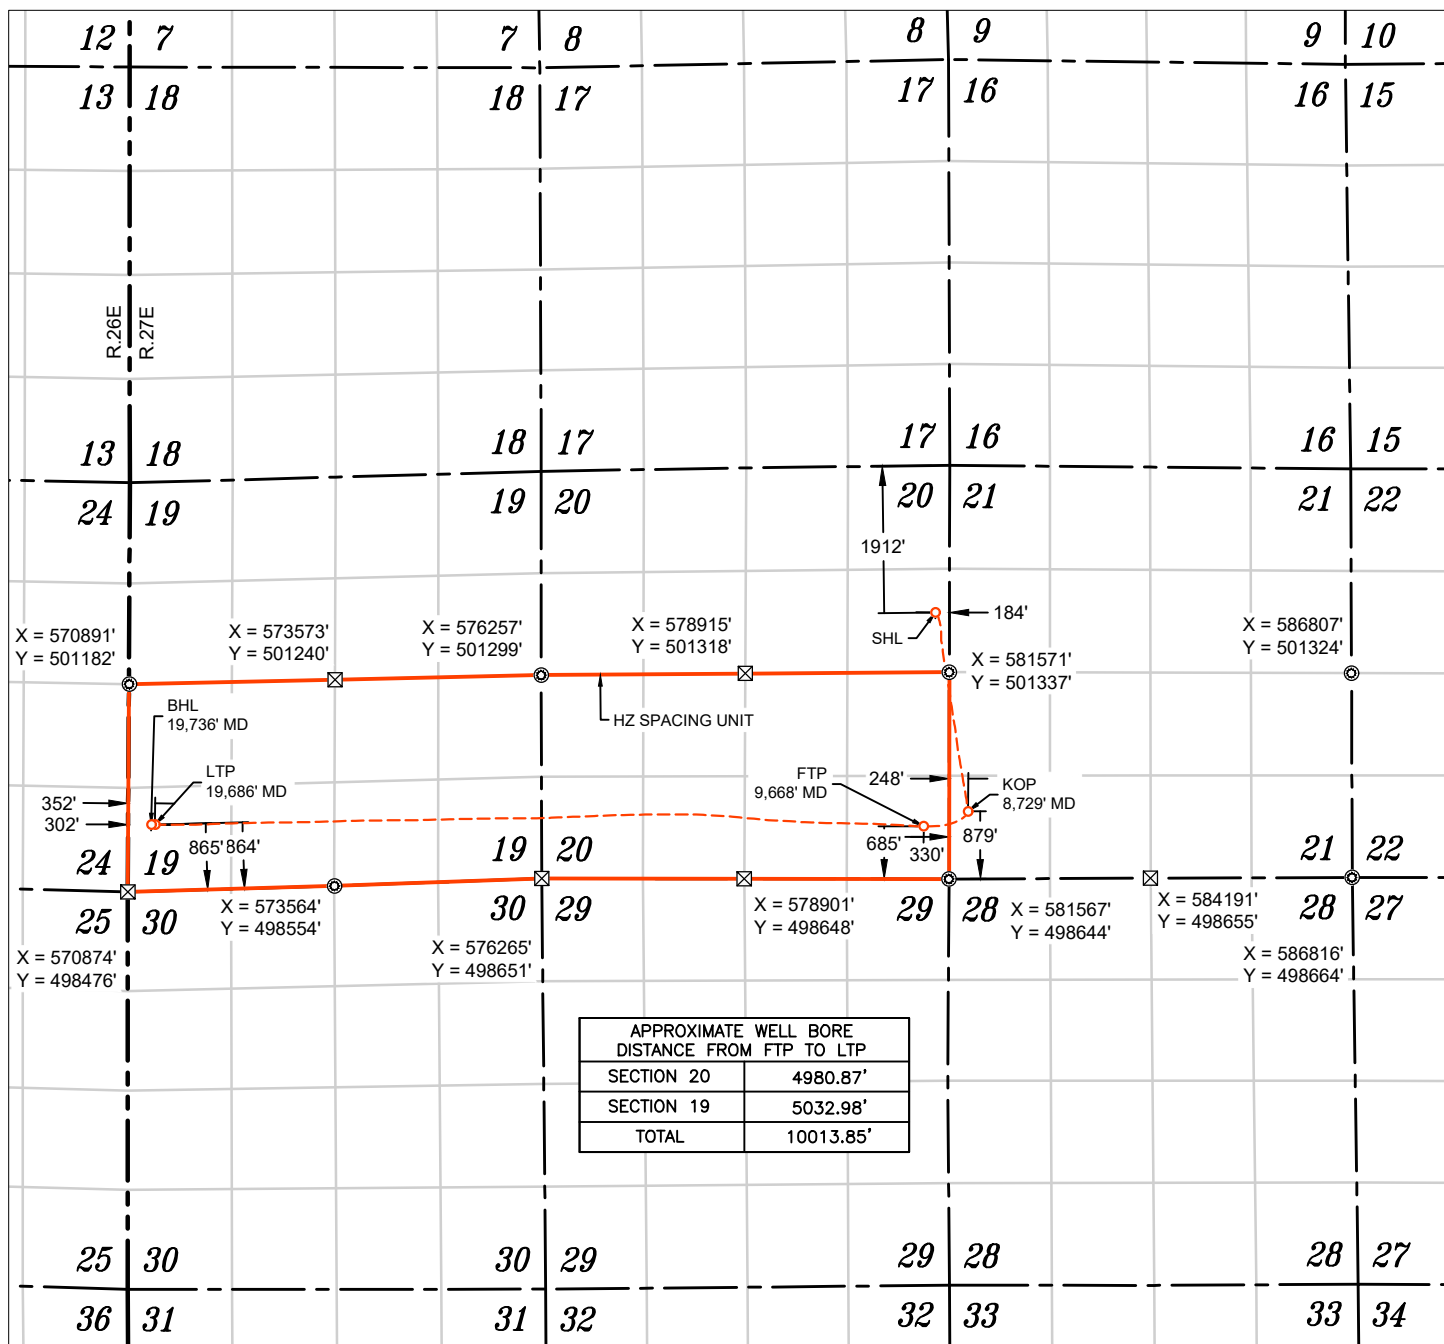 12 7
7 8
8 9
9 10
13 18
18 17
17 16
16 15
R.26E
R.27E
13 18
18 17
17 16
16 15
24 19
19 20
20 21
21 22
1912'
184'
SHL
X = 570891'
Y = 501182'
X = 573573'
Y = 501240'
X = 576257'
Y = 501299'
X = 578915'
Y = 501318'
X = 581571'
Y = 501337'
X = 586807'
Y = 501324'
BHL
19,736' MD
HZ SPACING UNIT
LTP
19,686' MD
FTP
9,668' MD
248'
KOP
8,729' MD
352'
302'
865'
864'
685'
330'
879'
24 19
19 20
21 22
25 30
30 29
29 28
28 27
X = 570874'
Y = 498476'
X = 573564'
Y = 498554'
X = 576265'
Y = 498651'
X = 578901'
Y = 498648'
X = 581567'
Y = 498644'
X = 584191'
Y = 498655'
X = 586816'
Y = 498664'
APPROXIMATE WELL BORE
DISTANCE FROM FTP TO LTP
SECTION 20 4980.87'
SECTION 19 5032.98'
TOTAL 10013.85'
25 30
30 29
29 28
28 27
36 31
31 32
32 33
33 34